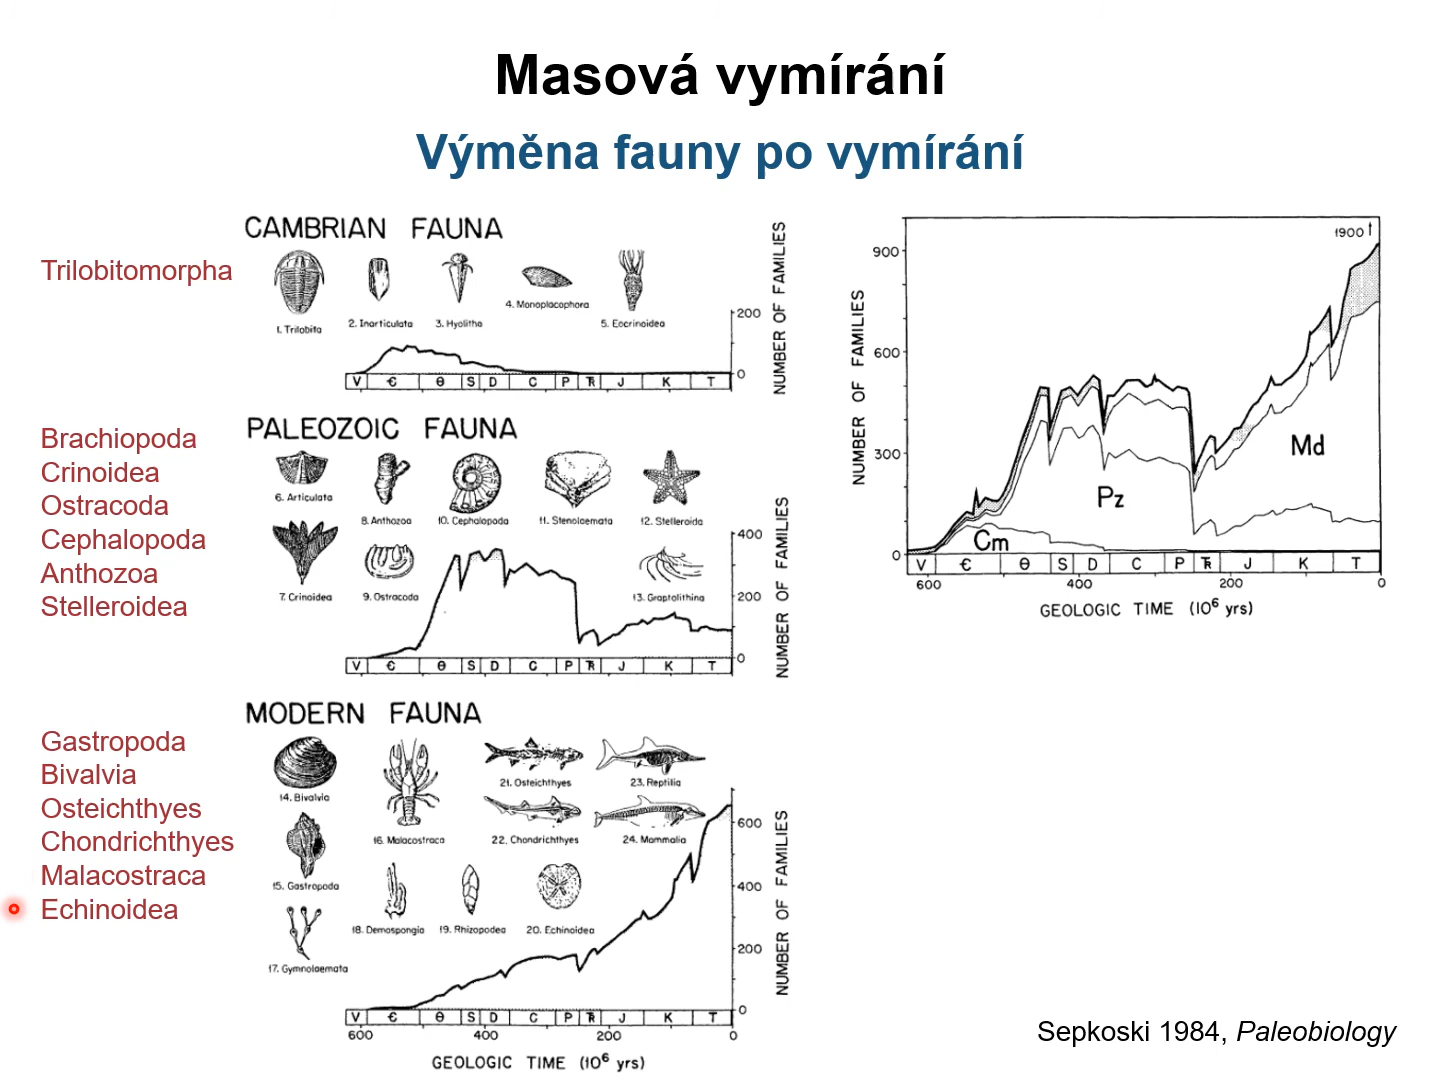 Masová vymírání
Výměna fauny po vymírání
CAMBRIAN FAUNA
Trilobitomorpha
1. Trilobita
2. Inarticulata
3. Hyolitha
4. Monoplacophora
5. Eocrinoidea
200
0
NUMBER OF FAMILIES
V Є Θ S D C P Ћ J K T
PALEOZOIC FAUNA
Brachiopoda
Crinoidea
Ostracoda
Cephalopoda
Anthozoa
Stelleroidea
6. Articulata
8. Anthozoa
10. Cephalopoda
11. Stenolaemata
12. Stelleroida
7. Crinoidea
9. Ostracoda
13. Graptolithina
400
200
0
NUMBER OF FAMILIES
V Є Θ S D C P Ћ J K T
MODERN FAUNA
Gastropoda
Bivalvia
Osteichthyes
Chondrichthyes
Malacostraca
Echinoidea
14. Bivalvia
16. Malacostraca
21. Osteichthyes
23. Reptilia
22. Chondrichthyes
24. Mammalia
15. Gastropoda
18. Demospongia
19. Rhizopodea
20. Echinoidea
17. Gymnolaemata
600
400
200
0
NUMBER OF FAMILIES
V Є Θ S D C P Ћ J K T
600 400 200 0
GEOLOGIC TIME (10⁶ yrs)
1900↑
900
600
300
0
NUMBER OF FAMILIES
Md
Pz
Cm
V Є Θ S D C P Ћ J K T
600 400 200 0
GEOLOGIC TIME (10⁶ yrs)
Sepkoski 1984, Paleobiology